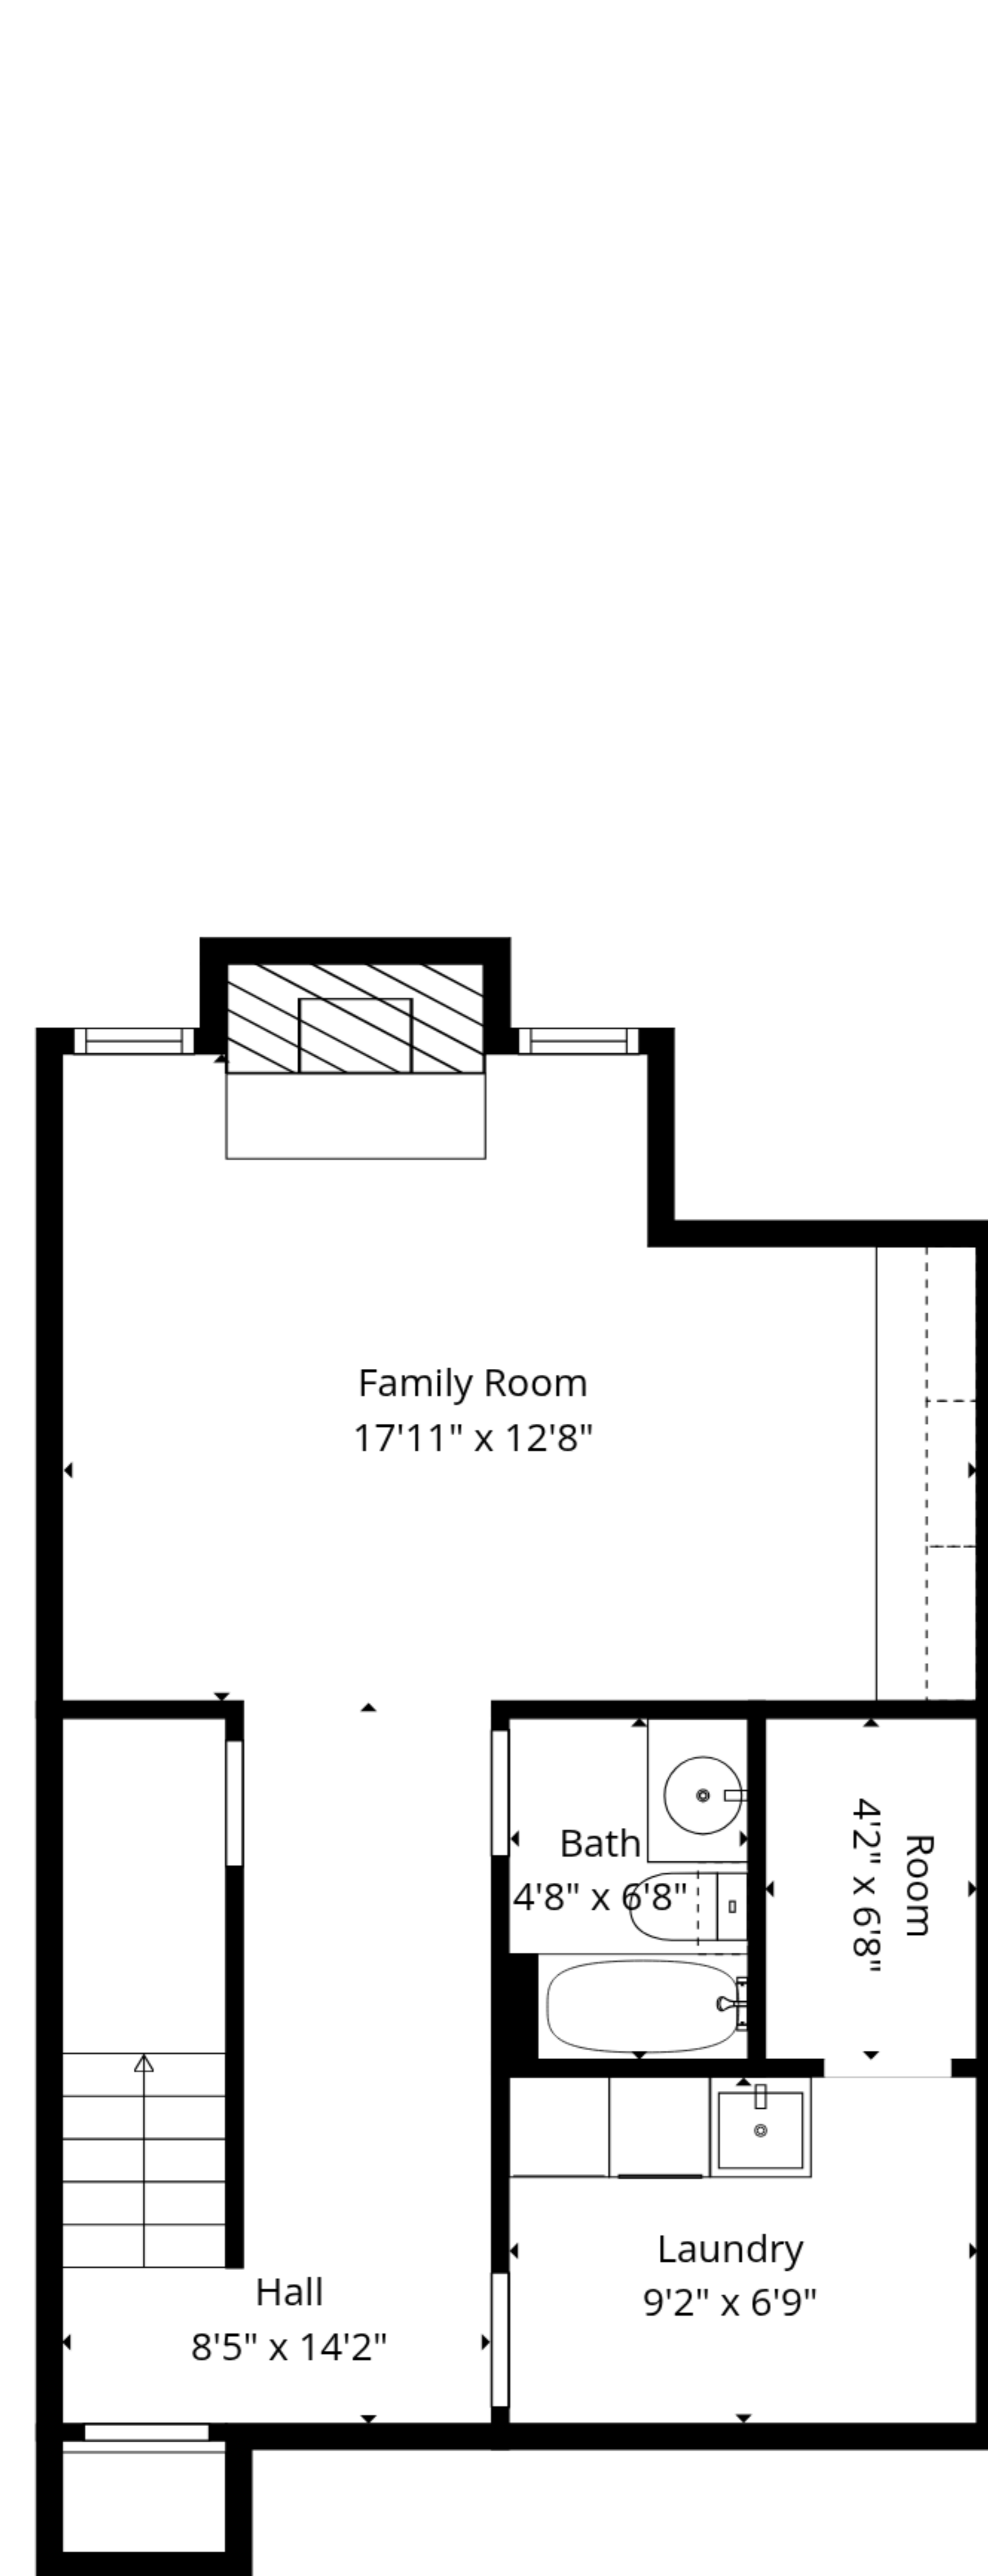 Family Room
17'11" x 12'8"
Bath
4'8" x 6'8"
Room
4'2" x 6'8"
Laundry
9'2" x 6'9"
Hall
8'5" x 14'2"